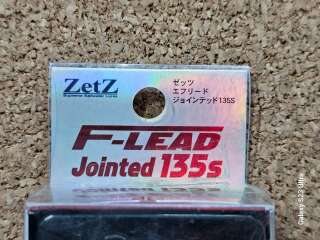 ZetZ
ゼッツ
エフリード
ジョインテッド135S
F-LEAD
Jointed 135s
Galaxy S23 Ultra